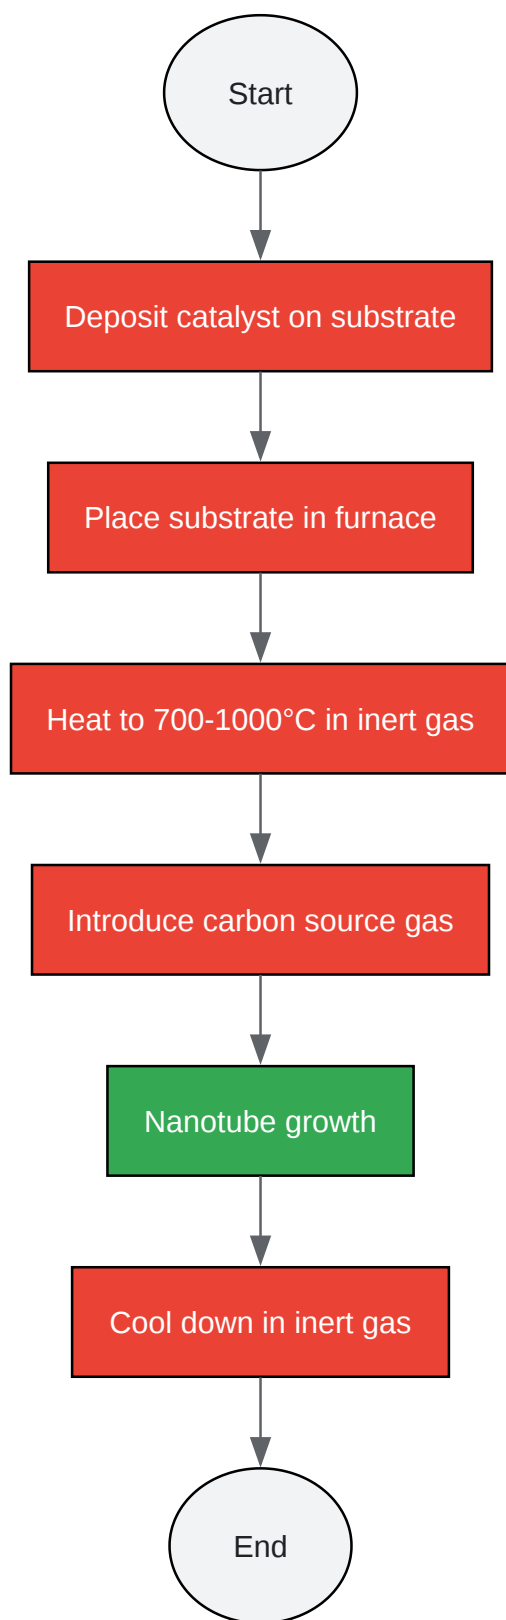 Start
Deposit catalyst on substrate
Place substrate in furnace
Heat to 700-1000°C in inert gas
Introduce carbon source gas
Nanotube growth
Cool down in inert gas
End